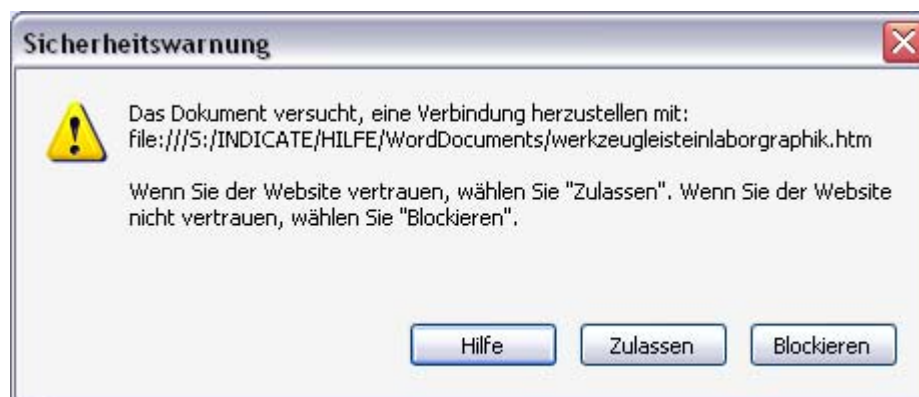 Sicherheitswarnung
Das Dokument versucht, eine Verbindung herzustellen mit:
file:///S:/INDICATE/HILFE/WordDocuments/werkzeugleisteinlaborgraphik.htm
Wenn Sie der Website vertrauen, wählen Sie "Zulassen". Wenn Sie der Website
nicht vertrauen, wählen Sie "Blockieren".
Hilfe Zulassen Blockieren